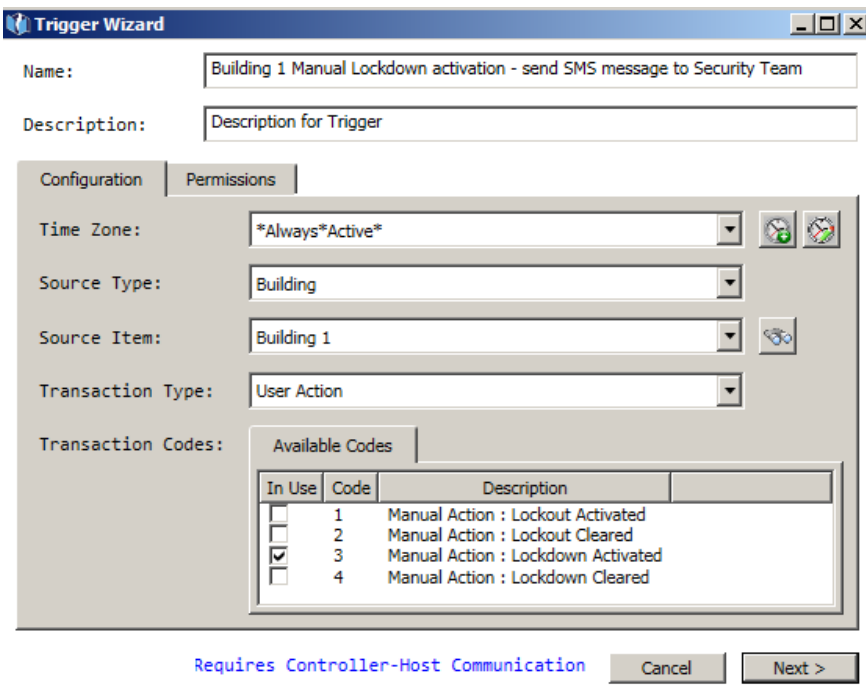 Trigger Wizard
Name: Building 1 Manual Lockdown activation - send SMS message to Security Team
Description: Description for Trigger
Configuration Permissions
Time Zone: *Always*Active*
Source Type: Building
Source Item: Building 1
Transaction Type: User Action
Transaction Codes: Available Codes
In Use Code Description
1 Manual Action : Lockout Activated
2 Manual Action : Lockout Cleared
3 Manual Action : Lockdown Activated
4 Manual Action : Lockdown Cleared
Requires Controller-Host Communication Cancel Next >